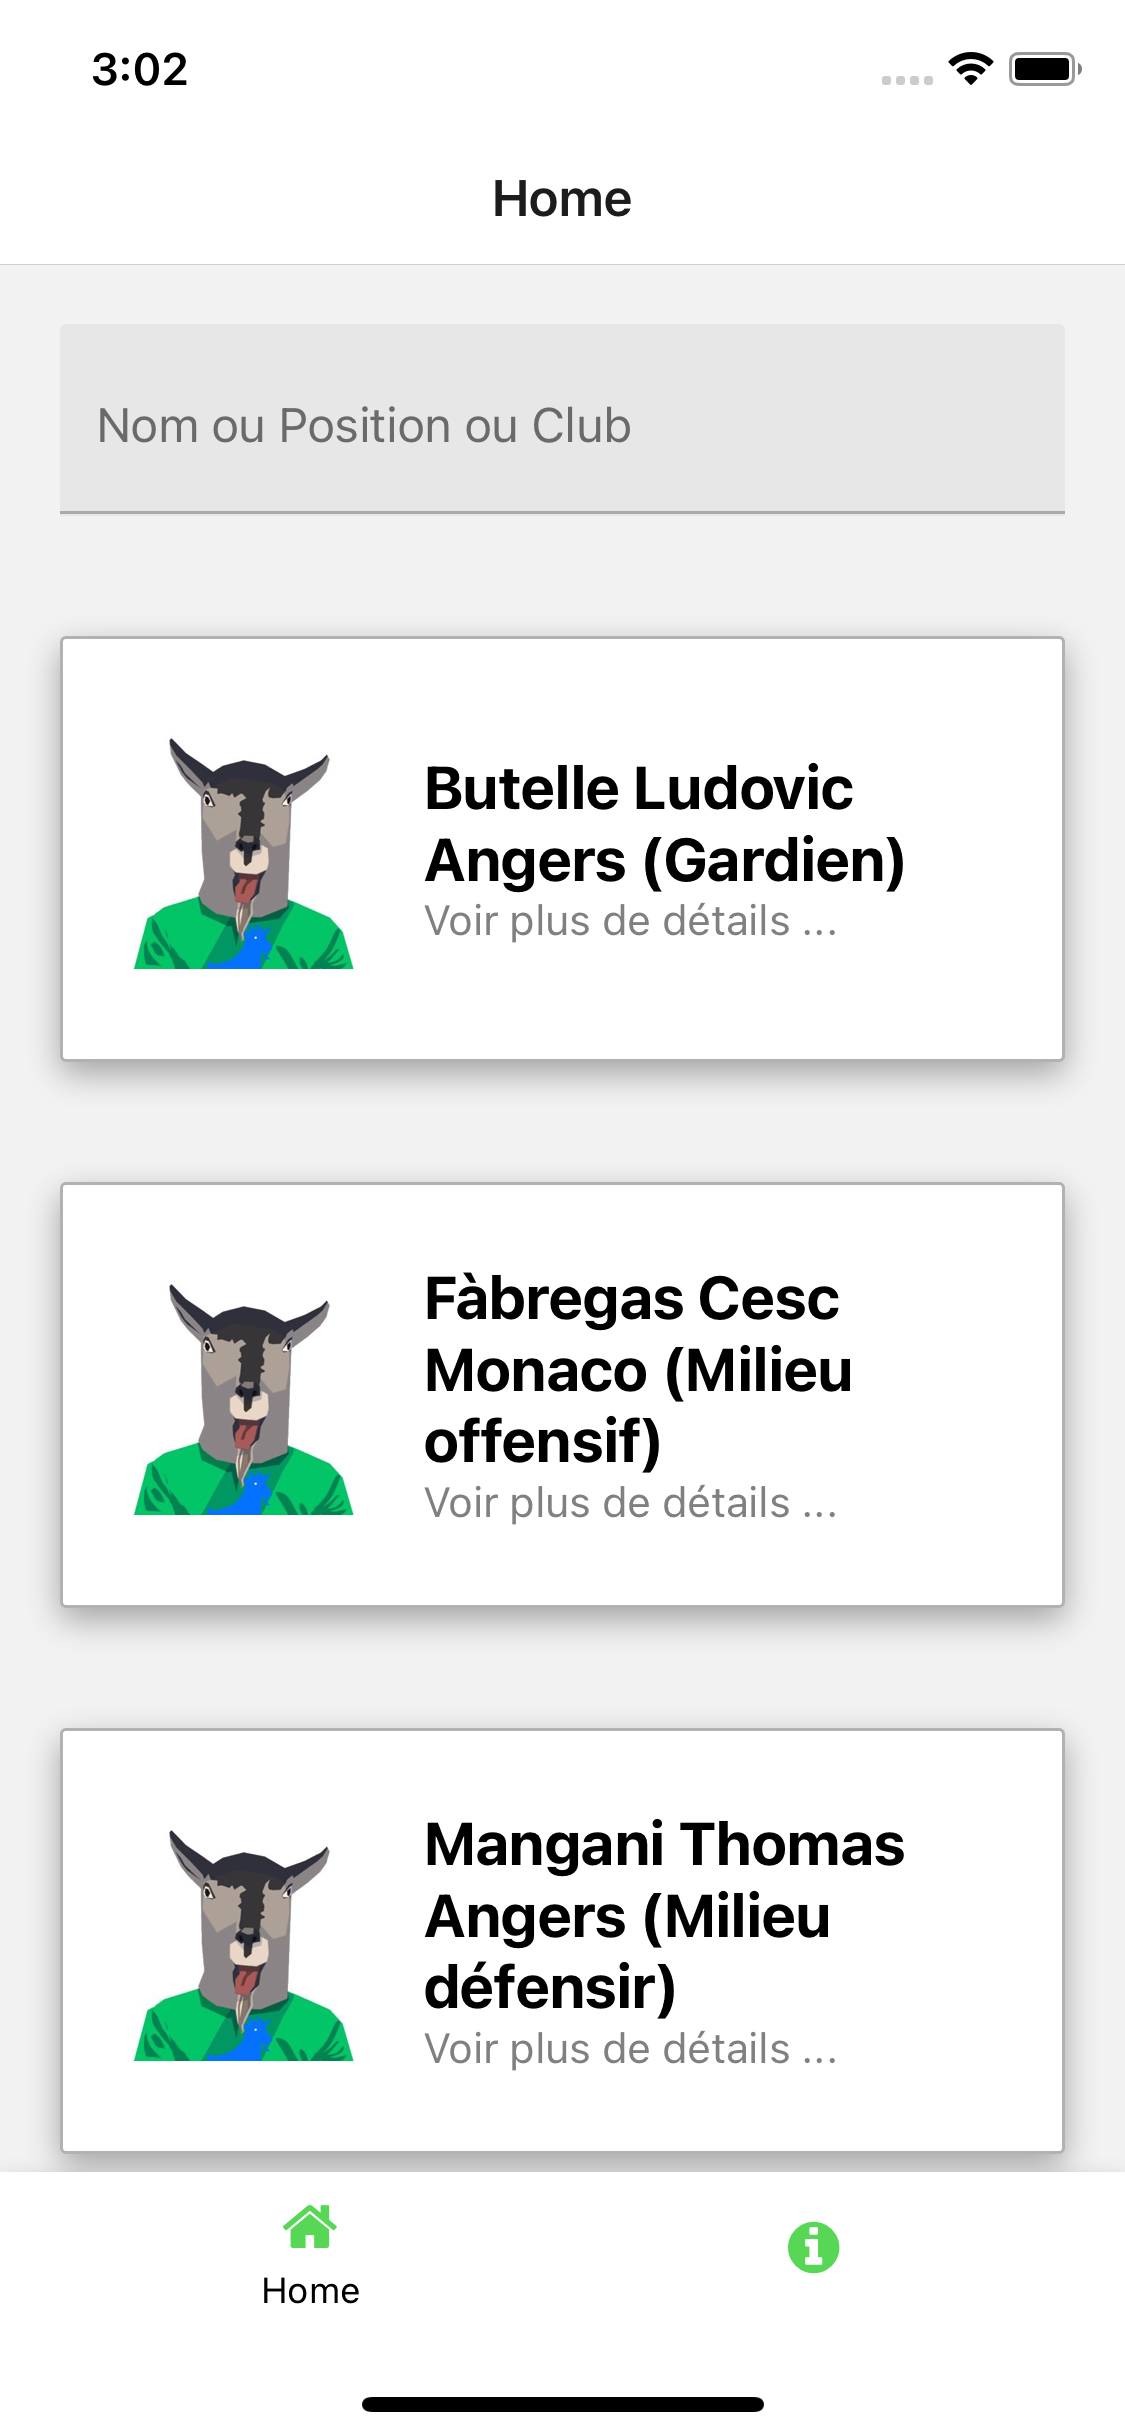 3:02
Home
Nom ou Position ou Club
Butelle Ludovic
Angers (Gardien)
Voir plus de détails ...
Fàbregas Cesc
Monaco (Milieu
offensif)
Voir plus de détails ...
Mangani Thomas
Angers (Milieu
défensir)
Voir plus de détails ...
Home